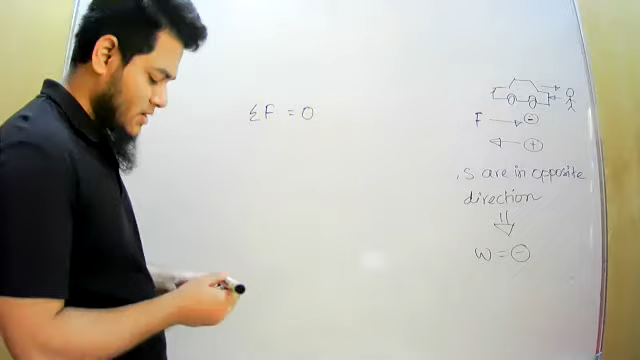 ΣF = 0
F → ⊖
← ⊕
,s are in opposite
direction
⇓
W = ⊖